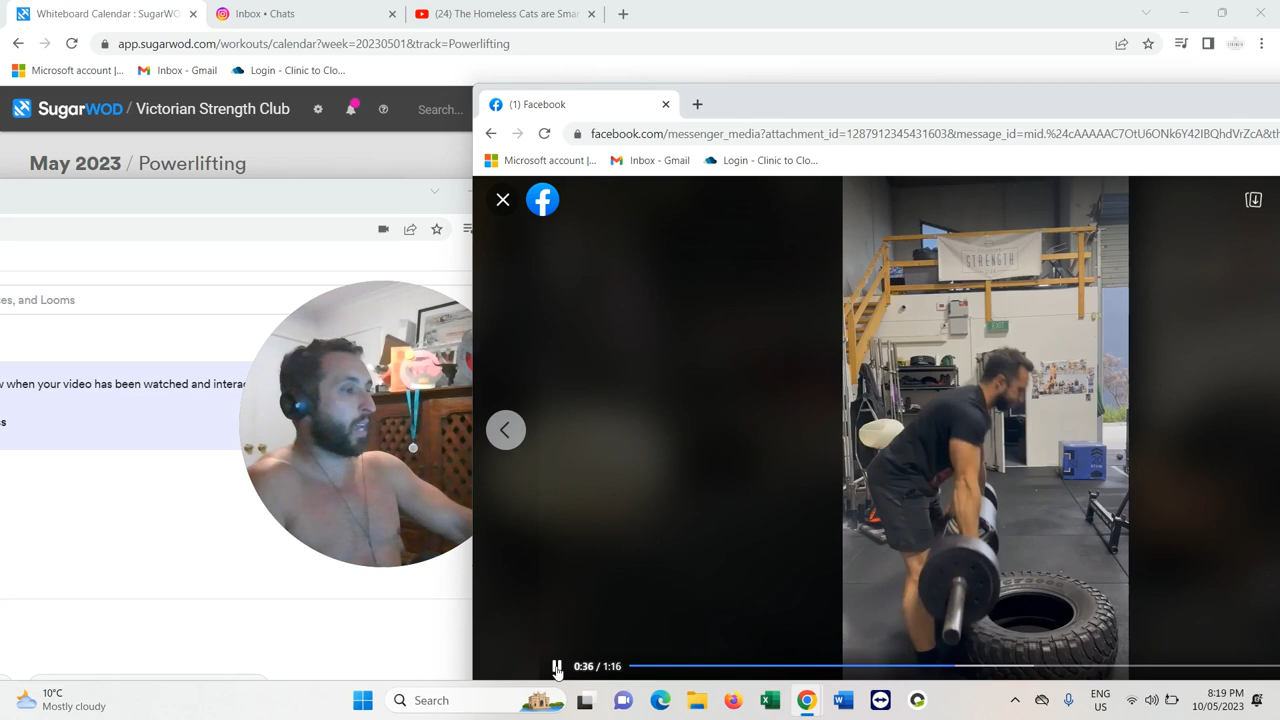 Whiteboard Calendar : SugarWO
Inbox • Chats
(24) The Homeless Cats are Smar
app.sugarwod.com/workouts/calendar?week=20230501&track=Powerlifting
Microsoft account |...
Inbox - Gmail
Login - Clinic to Clo...
SugarWOD / Victorian Strength Club
Search...
May 2023 / Powerlifting
es, and Looms
w when your video has been watched and interac
s
(1) Facebook
facebook.com/messenger_media?attachment_id=1287912345431603&message_id=mid.%24cAAAAAC7OtU6ONk6Y42IBQhdVrZcA&t
Microsoft account |...
Inbox - Gmail
Login - Clinic to Clo...
STRENGTH
EXIT
0:36 / 1:16
10°C
Mostly cloudy
Search
ENG
US
8:19 PM
10/05/2023